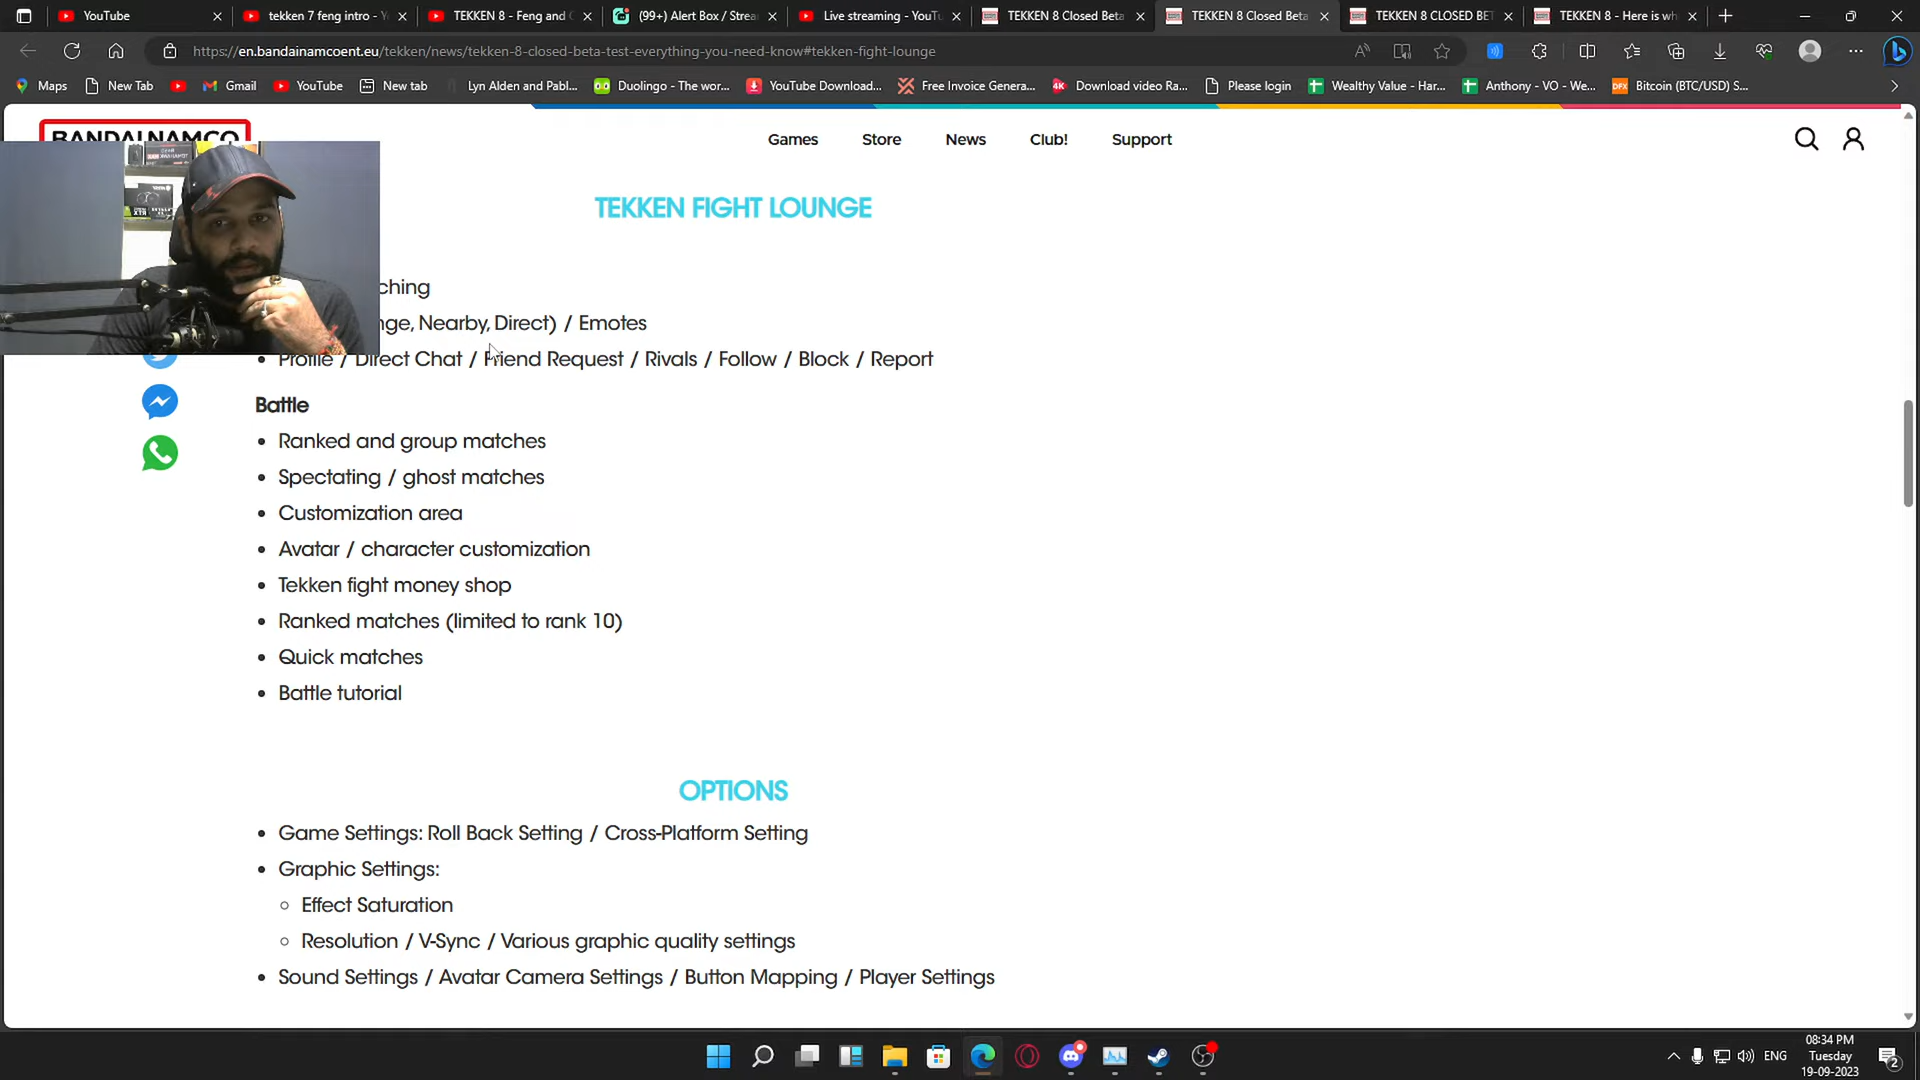 YouTube
tekken 7 feng intro - Y
TEKKEN 8 - Feng and
(99+) Alert Box / Strea
Live streaming - YouTu
TEKKEN 8 Closed Beta
TEKKEN 8 Closed Beta
TEKKEN 8 CLOSED BET
TEKKEN 8 - Here is wh
https://en.bandainamcoent.eu/tekken/news/tekken-8-closed-beta-test-everything-you-need-know#tekken-fight-lounge
Maps
New Tab
Gmail
YouTube
New tab
Lyn Alden and Pabl...
Duolingo - The wor...
YouTube Download...
Free Invoice Genera...
4K
Download video Ra...
Please login
Wealthy Value - Har...
Anthony - VO - We...
DFX
Bitcoin (BTC/USD) S...
BANDAI NAMCO
Games
Store
News
Club!
Support
TEKKEN FIGHT LOUNGE
ching
nge, Nearby, Direct) / Emotes
• Profile / Direct Chat / Friend Request / Rivals / Follow / Block / Report
Battle
• Ranked and group matches
• Spectating / ghost matches
• Customization area
• Avatar / character customization
• Tekken fight money shop
• Ranked matches (limited to rank 10)
• Quick matches
• Battle tutorial
OPTIONS
• Game Settings: Roll Back Setting / Cross-Platform Setting
• Graphic Settings:
○ Effect Saturation
○ Resolution / V-Sync / Various graphic quality settings
• Sound Settings / Avatar Camera Settings / Button Mapping / Player Settings
ENG
08:34 PM
Tuesday
19-09-2023
2